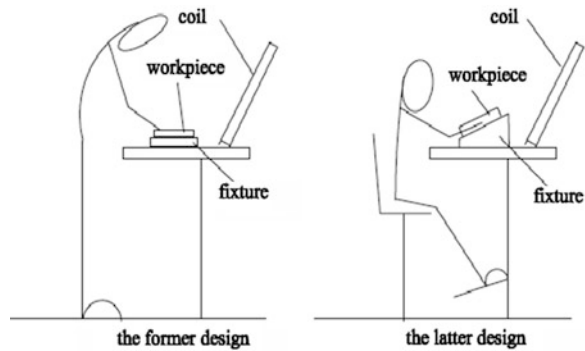 coil
workpiece
fixture
the former design
coil
workpiece
fixture
the latter design